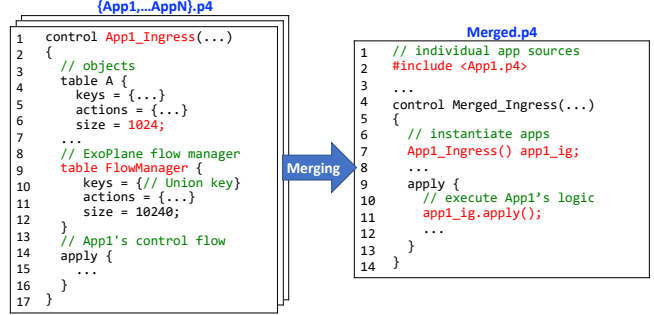 {App1,…AppN}.p4
1 control App1_Ingress(...)
2 {
3 // objects
4 table A {
5 keys = {...}
6 actions = {...}
6 size = 1024;
7 ...
8 // ExoPlane flow manager
9 table FlowManager {
10 keys = {// Union key}
11 actions = {...}
12 size = 10240;
12 }
13 // App1's control flow
14 apply {
15 ...
16 }
17 }
Merging
Merged.p4
1 // individual app sources
2 #include <App1.p4>
3 ...
4 control Merged_Ingress(...)
5 {
6 // instantiate apps
7 App1_Ingress() app1_ig;
8 ...
9 apply {
10 // execute App1’s logic
11 app1_ig.apply();
12 ...
13 }
14 }